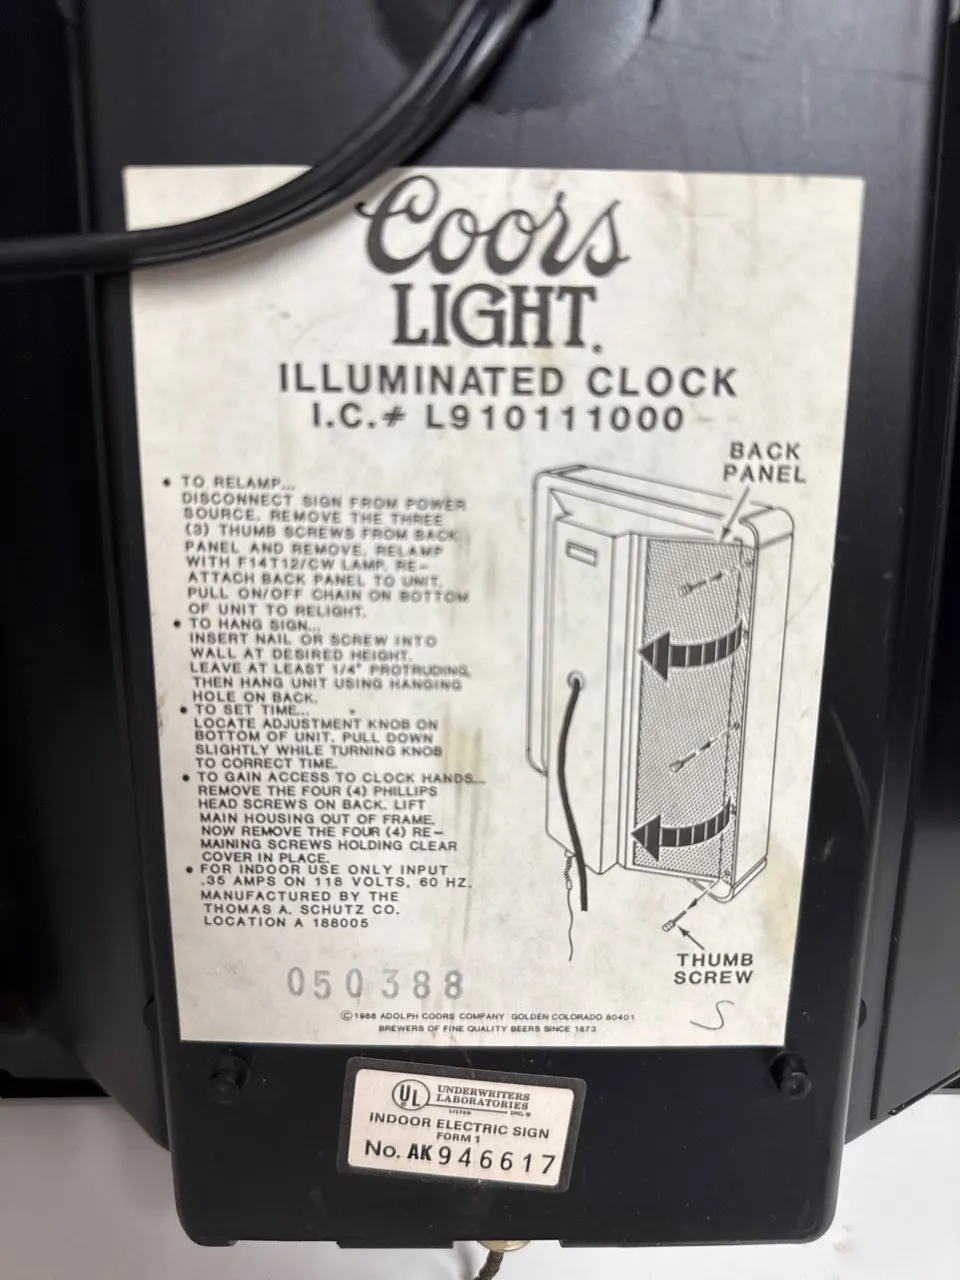 Coors
LIGHT®
ILLUMINATED CLOCK
I.C.# L910111000
BACK
PANEL
• TO RELAMP...
DISCONNECT SIGN FROM POWER
SOURCE. REMOVE THE THREE
(3) THUMB SCREWS FROM BACK
PANEL AND REMOVE. RELAMP
WITH F14T12/CW LAMP. RE-
ATTACH BACK PANEL TO UNIT.
PULL ON/OFF CHAIN ON BOTTOM
OF UNIT TO RELIGHT.
• TO HANG SIGN...
INSERT NAIL OR SCREW INTO
WALL AT DESIRED HEIGHT.
LEAVE AT LEAST 1/4" PROTRUDING,
THEN HANG UNIT USING HANGING
HOLE ON BACK.
• TO SET TIME...
LOCATE ADJUSTMENT KNOB ON
BOTTOM OF UNIT. PULL DOWN
SLIGHTLY WHILE TURNING KNOB
TO CORRECT TIME.
• TO GAIN ACCESS TO CLOCK HANDS...
REMOVE THE FOUR (4) PHILLIPS
HEAD SCREWS ON BACK. LIFT
MAIN HOUSING OUT OF FRAME.
NOW REMOVE THE FOUR (4) RE-
MAINING SCREWS HOLDING CLEAR
COVER IN PLACE.
• FOR INDOOR USE ONLY INPUT
.35 AMPS ON 118 VOLTS, 60 HZ.
MANUFACTURED BY THE
THOMAS A. SCHUTZ CO.
LOCATION A 188005
THUMB
SCREW
050388
S
©1988 ADOLPH COORS COMPANY GOLDEN COLORADO 80401
BREWERS OF FINE QUALITY BEERS SINCE 1873
UL
UNDERWRITERS
LABORATORIES
LISTED INC.®
INDOOR ELECTRIC SIGN
FORM 1
No. AK 946617